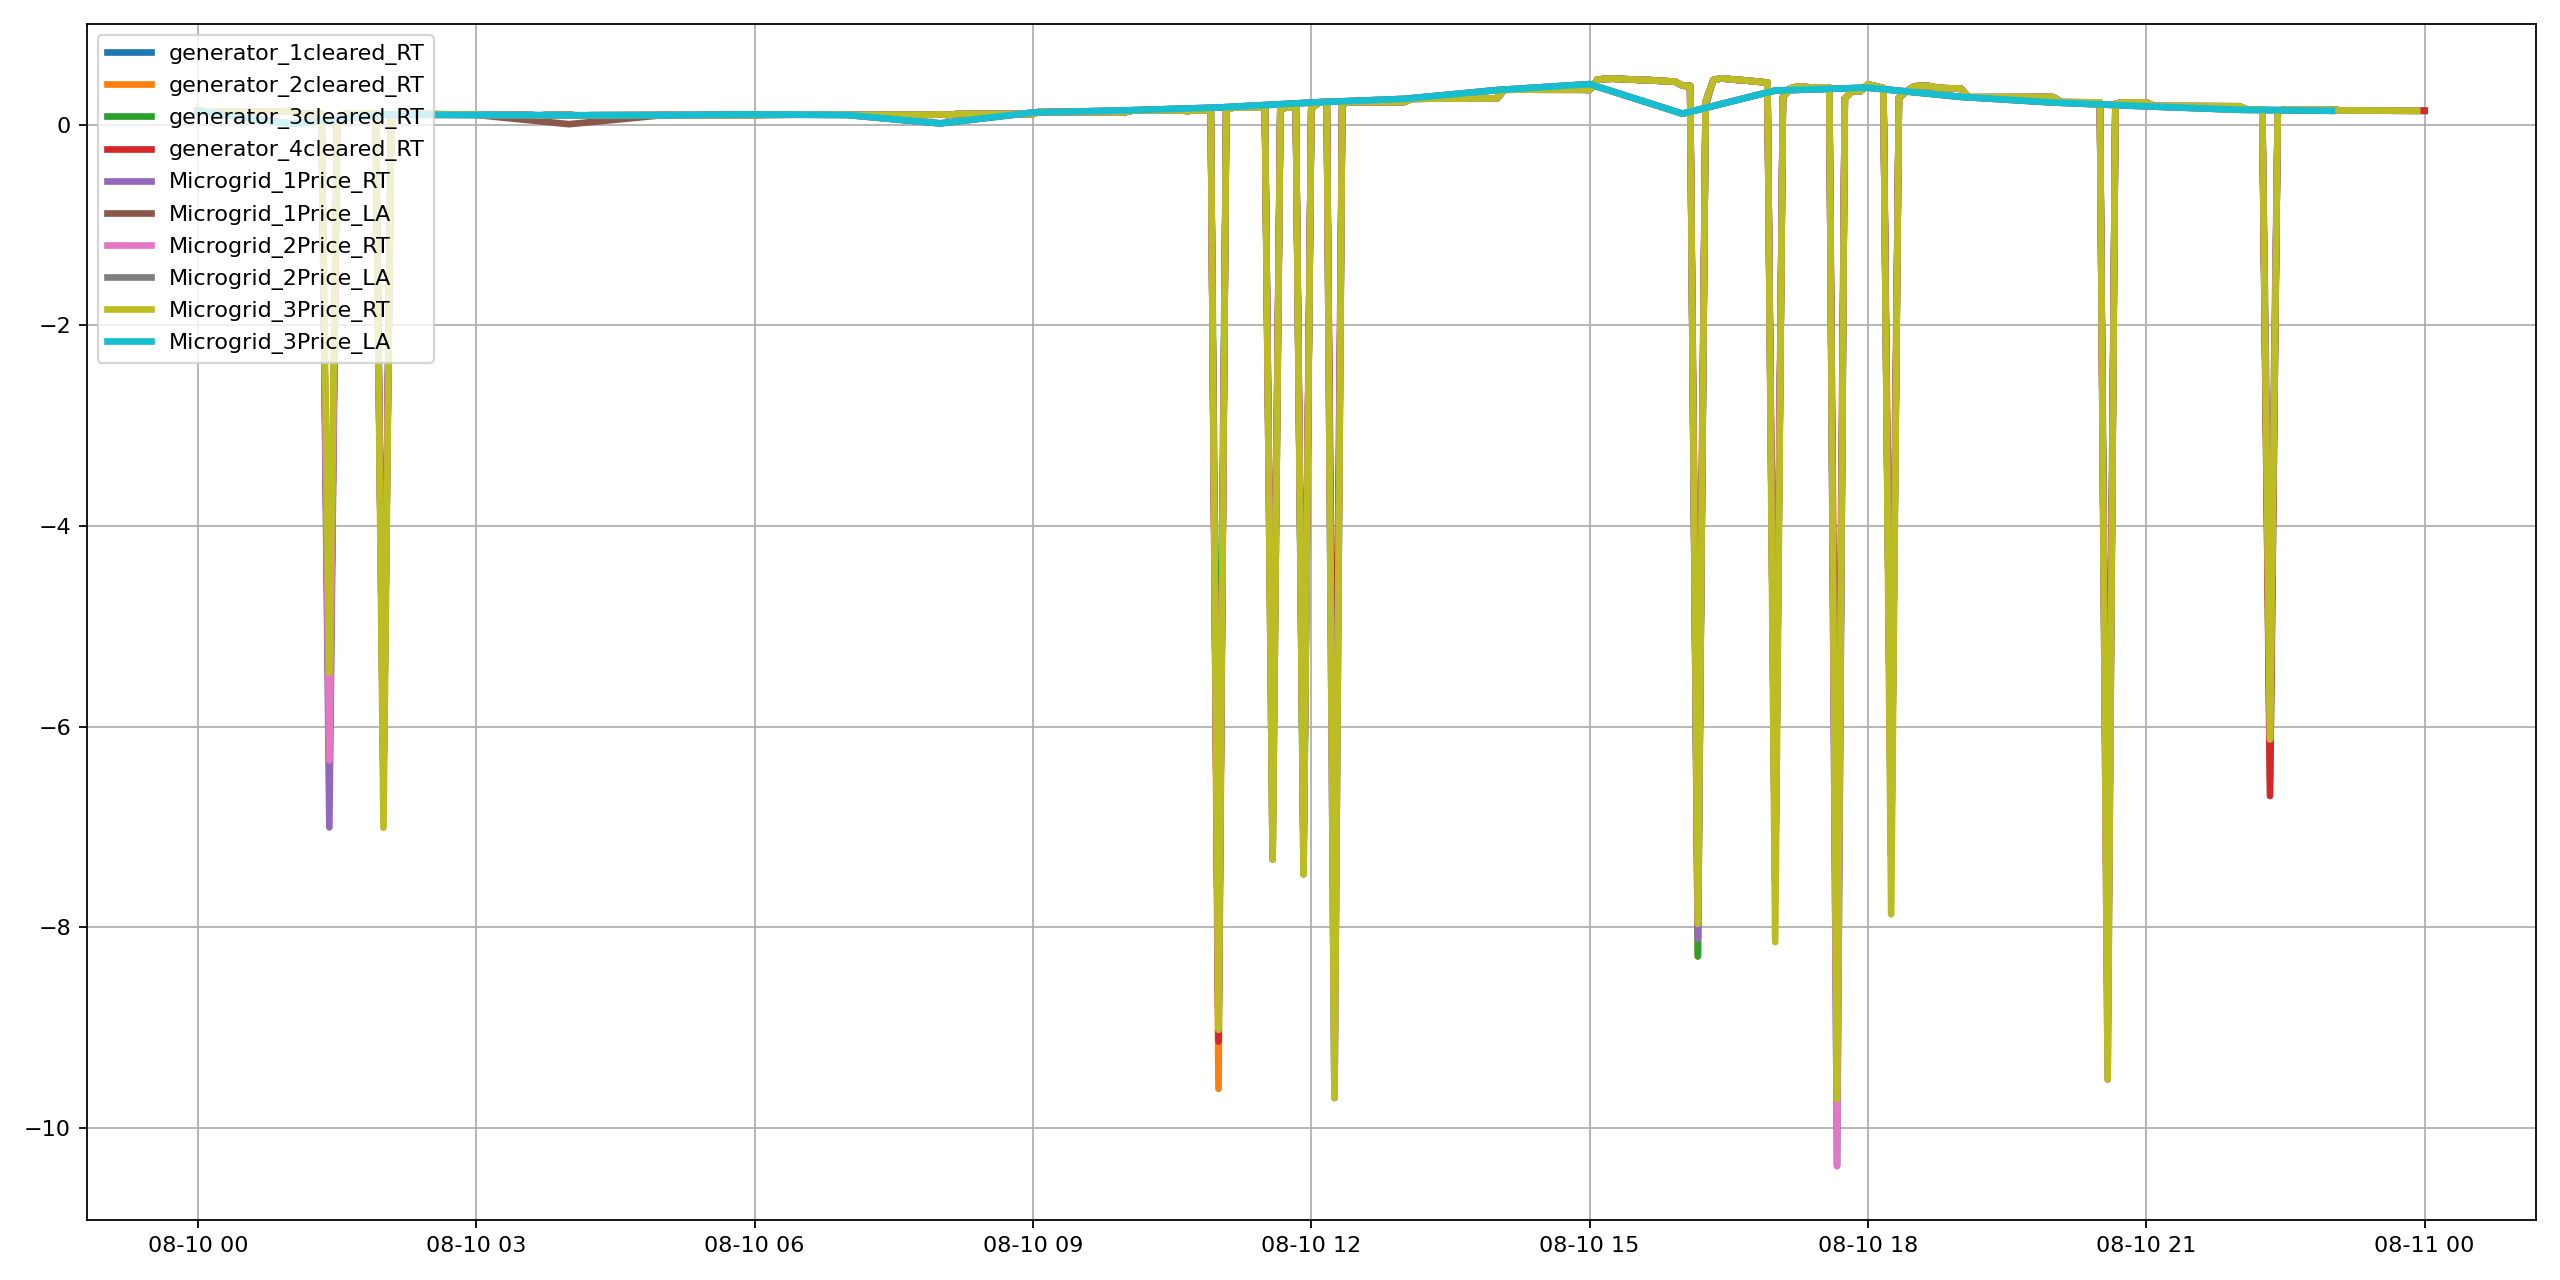 generator_1cleared_RT
generator_2cleared_RT
generator_3cleared_RT
generator_4cleared_RT
Microgrid_1Price_RT
Microgrid_1Price_LA
Microgrid_2Price_RT
Microgrid_2Price_LA
Microgrid_3Price_RT
Microgrid_3Price_LA
0
−2
−4
−6
−8
−10
08-10 00 08-10 03 08-10 06 08-10 09 08-10 12 08-10 15 08-10 18 08-10 21 08-11 00